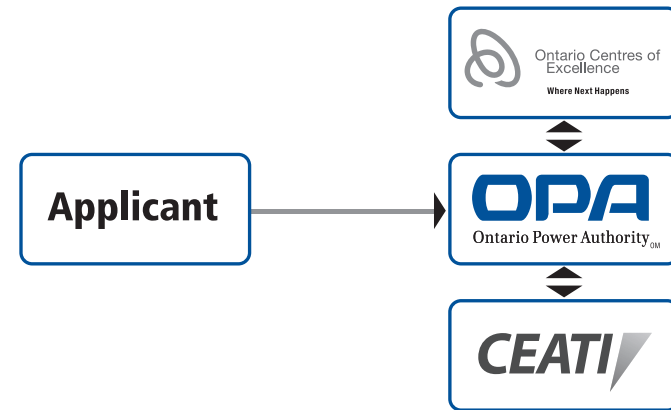 Ontario Centres of
Excellence
Where Next Happens
Applicant
OPA
Ontario Power Authority OM
CEATI